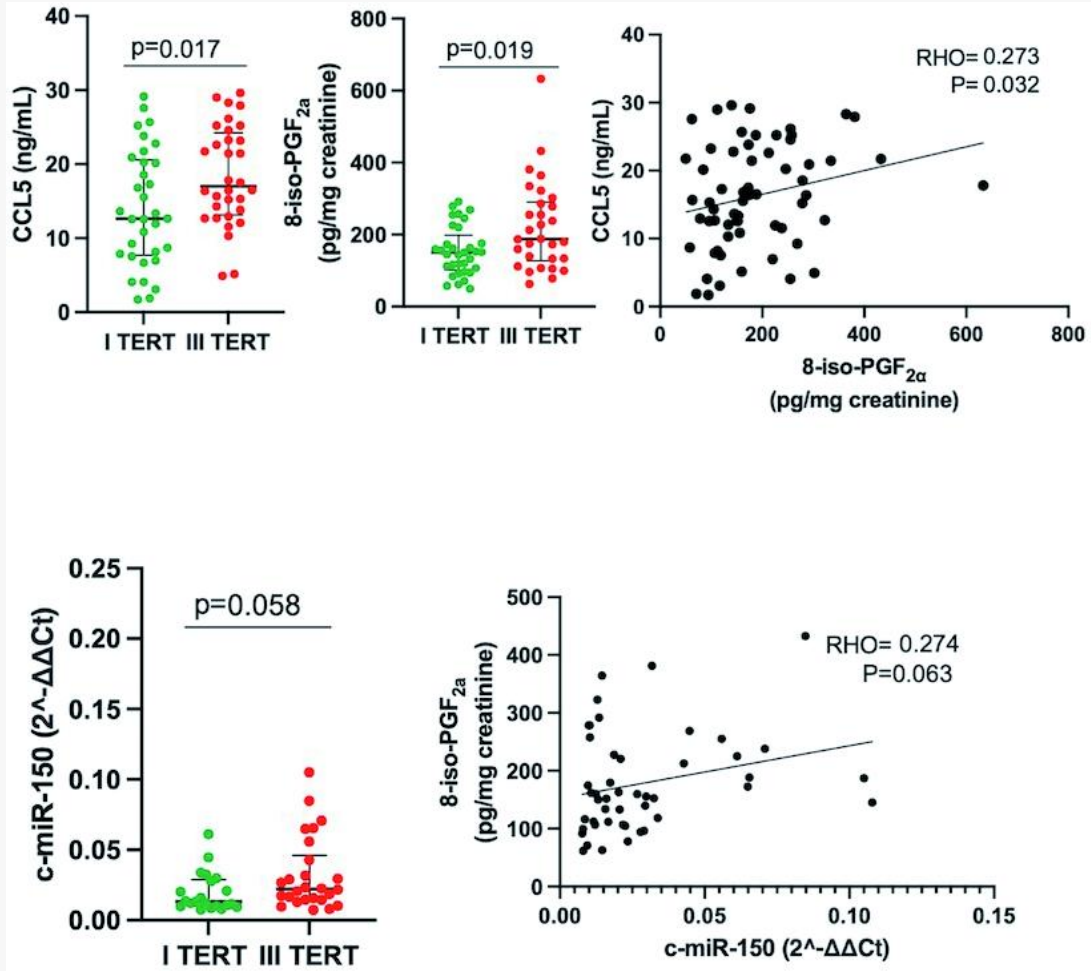 CCL5 (ng/mL)
40
30
20
10
0
p=0.017
I TERT III TERT
8-iso-PGF2a
(pg/mg creatinine)
800
600
400
200
0
p=0.019
I TERT III TERT
CCL5 (ng/mL)
40
30
20
10
0
RHO= 0.273
P= 0.032
0 200 400 600 800
8-iso-PGF2α
(pg/mg creatinine)
c-miR-150 (2^-ΔΔCt)
0.25
0.20
0.15
0.10
0.05
0.00
p=0.058
I TERT III TERT
8-iso-PGF2a
(pg/mg creatinine)
500
400
300
200
100
0
RHO= 0.274
P=0.063
0.00 0.05 0.10 0.15
c-miR-150 (2^-ΔΔCt)